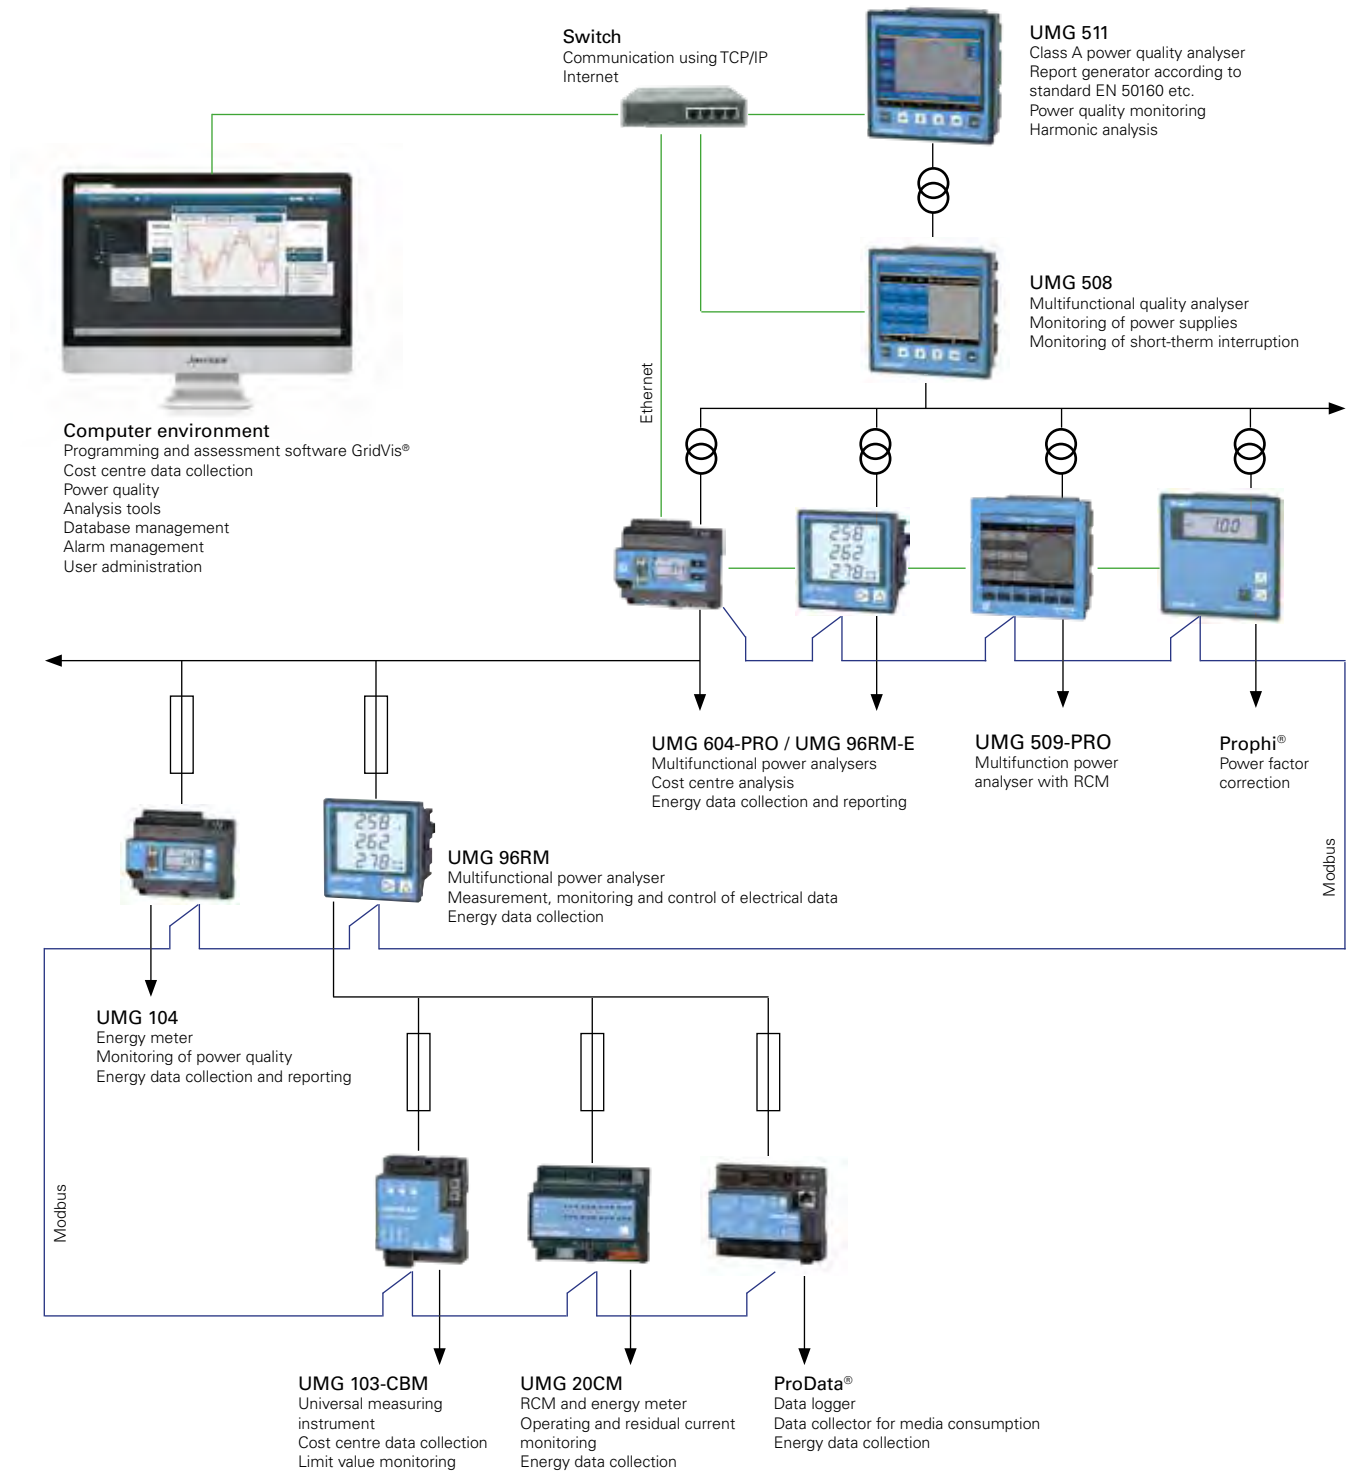 Switch
Communication using TCP/IP
Internet
UMG 511
Class A power quality analyser
Report generator according to
standard EN 50160 etc.
Power quality monitoring
Harmonic analysis
UMG 508
Multifunctional quality analyser
Monitoring of power supplies
Monitoring of short-therm interruption
Ethernet
Computer environment
Programming and assessment software GridVis®
Cost centre data collection
Power quality
Analysis tools
Database management
Alarm management
User administration
258
262
278
1.00
UMG 604-PRO / UMG 96RM-E
Multifunctional power analysers
Cost centre analysis
Energy data collection and reporting
UMG 509-PRO
Multifunction power
analyser with RCM
Prophi®
Power factor
correction
258
262
278
UMG 96RM
Multifunctional power analyser
Measurement, monitoring and control of electrical data
Energy data collection
Modbus
UMG 104
Energy meter
Monitoring of power quality
Energy data collection and reporting
Modbus
UMG 103-CBM
Universal measuring
instrument
Cost centre data collection
Limit value monitoring
UMG 20CM
RCM and energy meter
Operating and residual current
monitoring
Energy data collection
ProData®
Data logger
Data collector for media consumption
Energy data collection